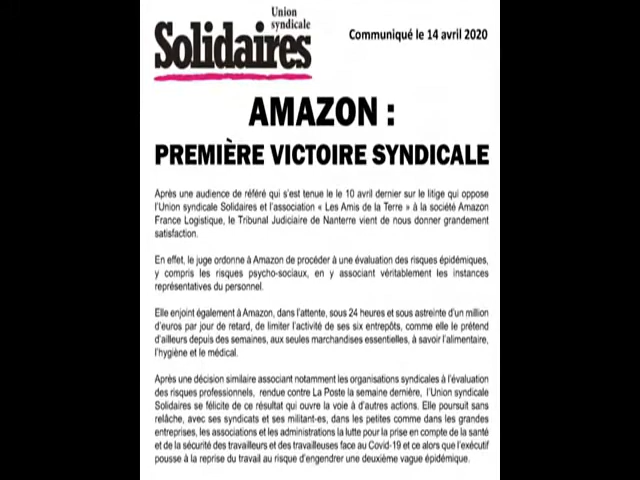 Union
syndicale
Solidaires
Communiqué le 14 avril 2020
AMAZON :
PREMIÈRE VICTOIRE SYNDICALE
Après une audience de référé qui s'est tenue le le 10 avril dernier sur le litige qui oppose
l'Union syndicale Solidaires et l'association « Les Amis de la Terre » à la société Amazon
France Logistique, le Tribunal Judiciaire de Nanterre vient de nous donner grandement
satisfaction.
En effet, le juge ordonne à Amazon de procéder à une évaluation des risques épidémiques,
y compris les risques psycho-sociaux, en y associant véritablement les instances
représentatives du personnel.
Elle enjoint également à Amazon, dans l'attente, sous 24 heures et sous astreinte d'un million
d'euros par jour de retard, de limiter l'activité de ses six entrepôts, comme elle le prétend
d'ailleurs depuis des semaines, aux seules marchandises essentielles, à savoir l'alimentaire,
l'hygiène et le médical.
Après une décision similaire associant notamment les organisations syndicales à l'évaluation
des risques professionnels, rendue contre La Poste la semaine dernière, l'Union syndicale
Solidaires se félicite de ce résultat qui ouvre la voie à d'autres actions. Elle poursuit sans
relâche, avec ses syndicats et ses militant-es, dans les petites comme dans les grandes
entreprises, les associations et les administrations la lutte pour la prise en compte de la santé
et de la sécurité des travailleurs et des travailleuses face au Covid-19 et ce alors que l'exécutif
pousse à la reprise du travail au risque d'engendrer une deuxième vague épidémique.